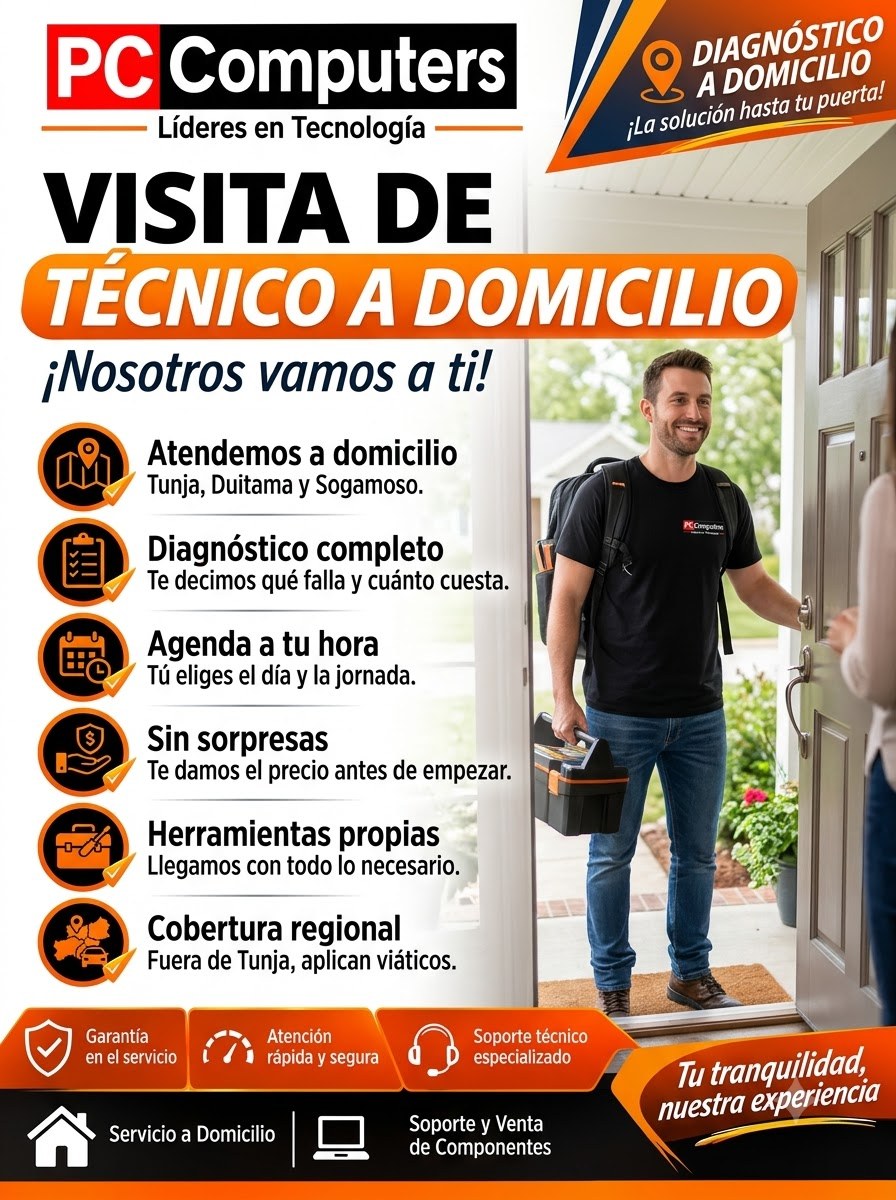 PC Computers
Líderes en Tecnología
DIAGNÓSTICO
A DOMICILIO
¡La solución hasta tu puerta!
VISITA DE
TÉCNICO A DOMICILIO
¡Nosotros vamos a ti!
Atendemos a domicilio
Tunja, Duitama y Sogamoso.
Diagnóstico completo
Te decimos qué falla y cuánto cuesta.
Agenda a tu hora
Tú eliges el día y la jornada.
Sin sorpresas
Te damos el precio antes de empezar.
Herramientas propias
Llegamos con todo lo necesario.
Cobertura regional
Fuera de Tunja, aplican viáticos.
PC Computers
Garantía
en el servicio
Atención
rápida y segura
Soporte técnico
especializado
Tu tranquilidad,
nuestra experiencia
Servicio a Domicilio
Soporte y Venta
de Componentes